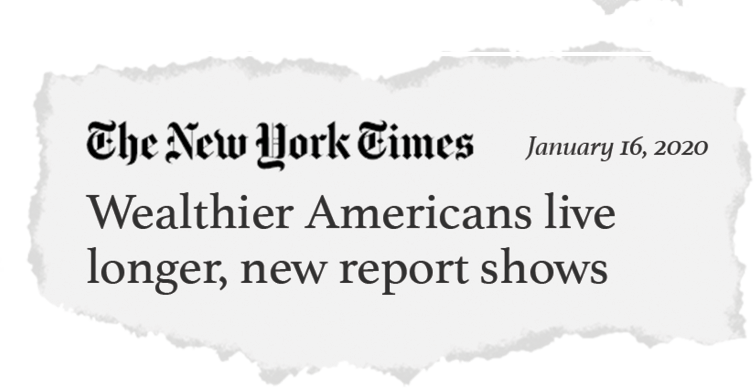 The New York Times January 16, 2020
Wealthier Americans live
longer, new report shows